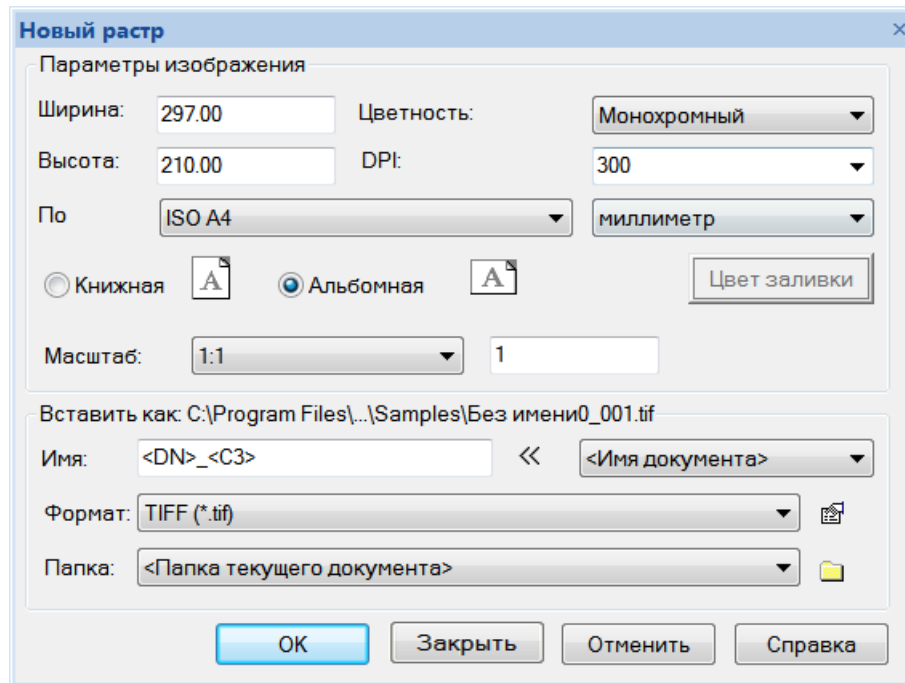 Новый растр
Параметры изображения
Ширина: 297.00 Цветность: Монохромный
Высота: 210.00 DPI: 300
По ISO A4 миллиметр
Книжная A Альбомная A Цвет заливки
Масштаб: 1:1 1
Вставить как: C:\Program Files\...\Samples\Без имени0_001.tif
Имя: <DN>_<C3> << <Имя документа>
Формат: TIFF (*.tif)
Папка: <Папка текущего документа>
OK Закрыть Отменить Справка